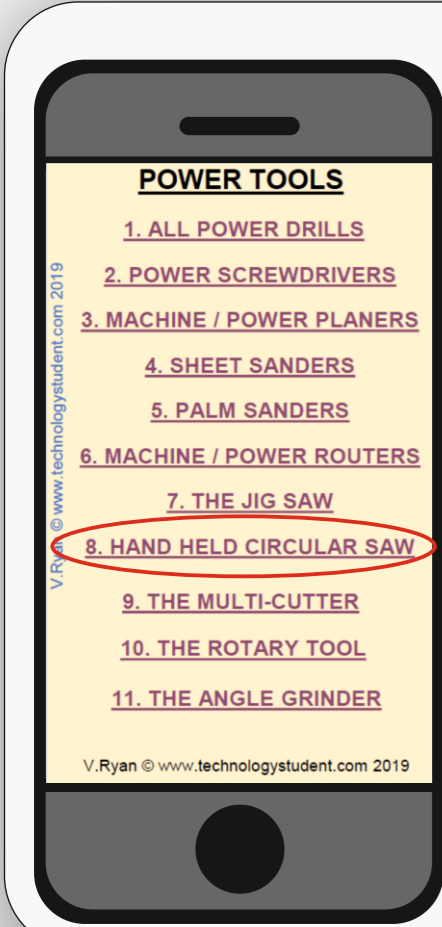 POWER TOOLS
1. ALL POWER DRILLS
2. POWER SCREWDRIVERS
3. MACHINE / POWER PLANERS
4. SHEET SANDERS
5. PALM SANDERS
6. MACHINE / POWER ROUTERS
7. THE JIG SAW
8. HAND HELD CIRCULAR SAW
9. THE MULTI-CUTTER
10. THE ROTARY TOOL
11. THE ANGLE GRINDER
V.Ryan © www.technologystudent.com 2019
V.Ryan © www.technologystudent.com 2019